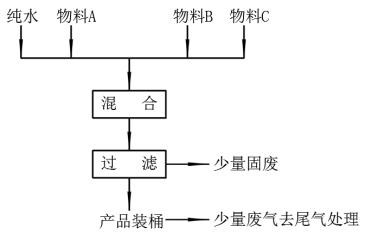 纯水 物料A 物料B 物料C
混 合
过 滤
少量固废
产品装桶
少量废气去尾气处理